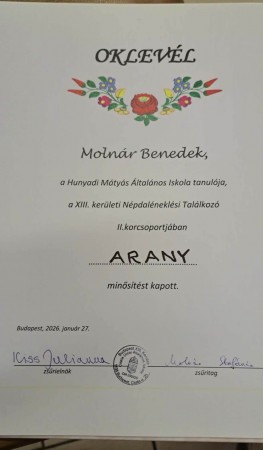 OKLEVÉL
Molnár Benedek,
a Hunyadi Mátyás Általános Iskola tanulója,
a XIII. kerületi Népdaléneklési Találkozó
II.korcsoportjában
ARANY
minősítést kapott.
Budapest, 2026. január 27.
Kiss Julianna
zsűrielnök
zsűritag